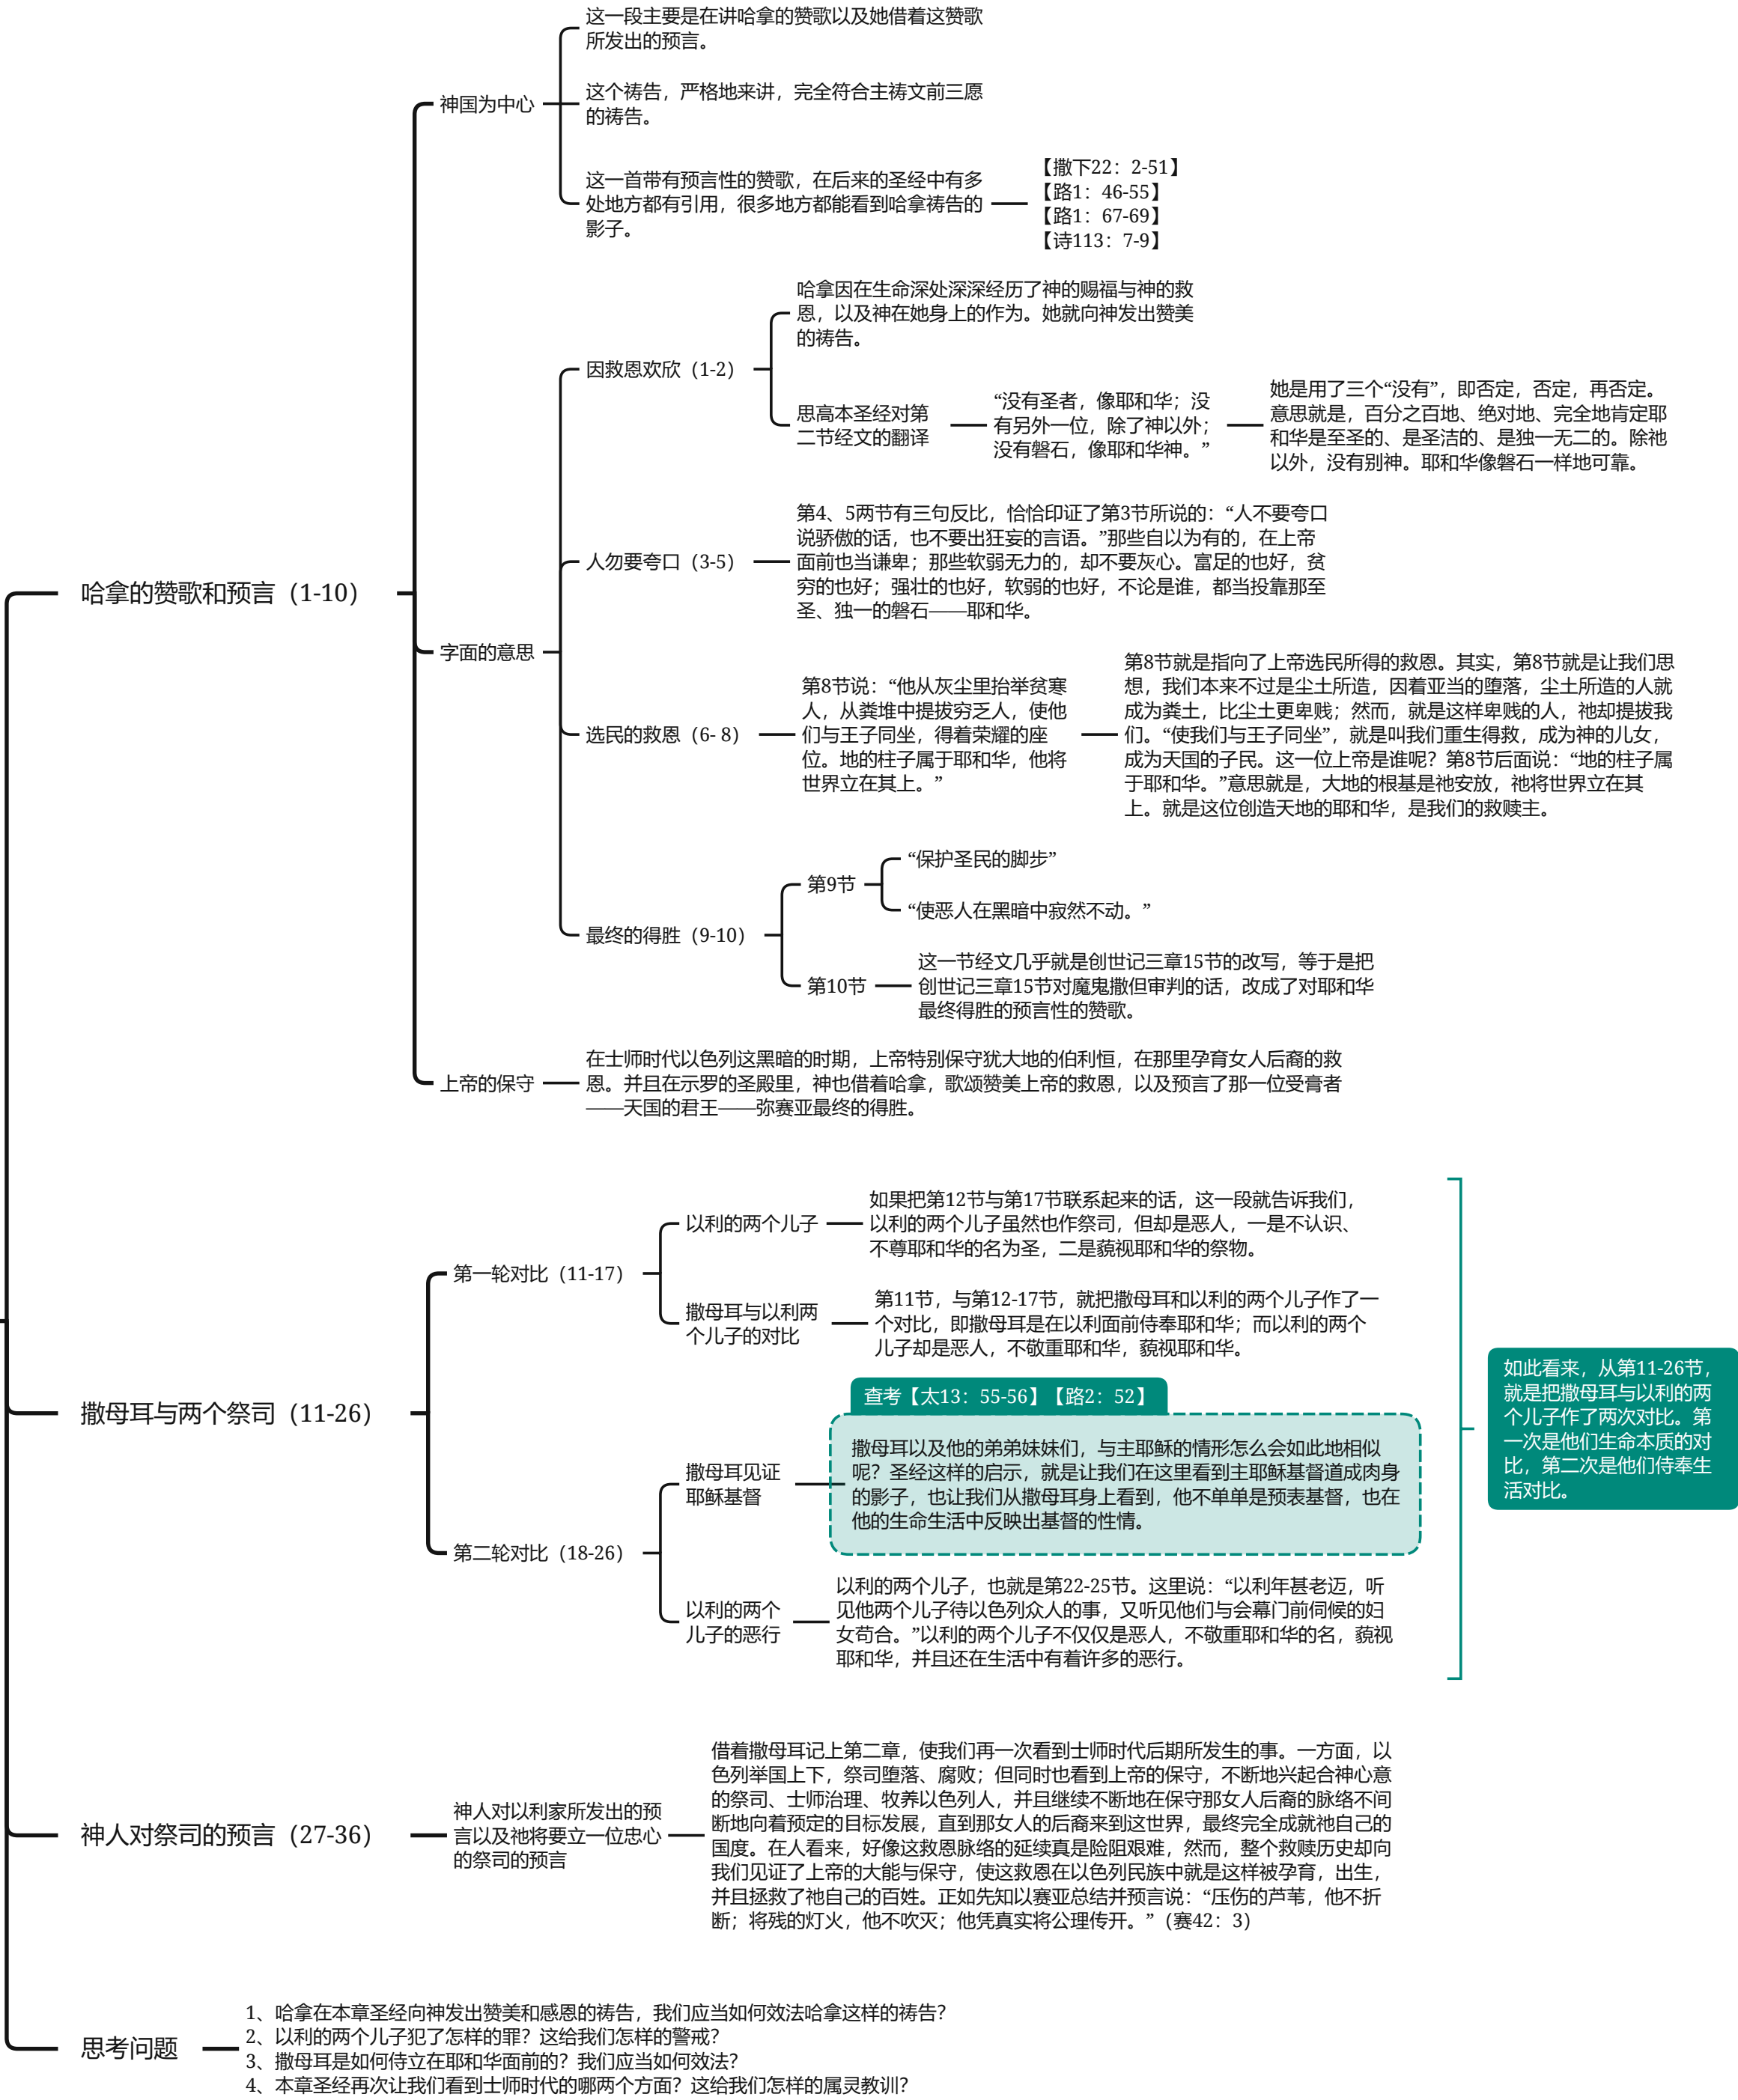 哈拿的赞歌和预言（1-10）
神国为中心
这一段主要是在讲哈拿的赞歌以及她借着这赞歌
所发出的预言。
这个祷告，严格地来讲，完全符合主祷文前三愿
的祷告。
这一首带有预言性的赞歌，在后来的圣经中有多
处地方都有引用，很多地方都能看到哈拿祷告的
影子。
【撒下22：2-51】
【路1：46-55】
【路1：67-69】
【诗113：7-9】
字面的意思
因救恩欢欣（1-2）
哈拿因在生命深处深深经历了神的赐福与神的救
恩，以及神在她身上的作为。她就向神发出赞美
的祷告。
思高本圣经对第
二节经文的翻译
“没有圣者，像耶和华；没
有另外一位，除了神以外；
没有磐石，像耶和华神。”
她是用了三个“没有”，即否定，否定，再否定。
意思就是，百分之百地、绝对地、完全地肯定耶
和华是至圣的、是圣洁的、是独一无二的。除祂
以外，没有别神。耶和华像磐石一样地可靠。
人勿要夸口（3-5）
第4、5两节有三句反比，恰恰印证了第3节所说的：“人不要夸口
说骄傲的话，也不要出狂妄的言语。”那些自以为有的，在上帝
面前也当谦卑；那些软弱无力的，却不要灰心。富足的也好，贫
穷的也好；强壮的也好，软弱的也好，不论是谁，都当投靠那至
圣、独一的磐石——耶和华。
选民的救恩（6- 8）
第8节说：“他从灰尘里抬举贫寒
人，从粪堆中提拔穷乏人，使他
们与王子同坐，得着荣耀的座
位。地的柱子属于耶和华，他将
世界立在其上。”
第8节就是指向了上帝选民所得的救恩。其实，第8节就是让我们思
想，我们本来不过是尘土所造，因着亚当的堕落，尘土所造的人就
成为粪土，比尘土更卑贱；然而，就是这样卑贱的人，祂却提拔我
们。“使我们与王子同坐”，就是叫我们重生得救，成为神的儿女，
成为天国的子民。这一位上帝是谁呢？第8节后面说：“地的柱子属
于耶和华。”意思就是，大地的根基是祂安放，祂将世界立在其
上。就是这位创造天地的耶和华，是我们的救赎主。
最终的得胜（9-10）
第9节
“保护圣民的脚步”
“使恶人在黑暗中寂然不动。”
第10节
这一节经文几乎就是创世记三章15节的改写，等于是把
创世记三章15节对魔鬼撒但审判的话，改成了对耶和华
最终得胜的预言性的赞歌。
上帝的保守
在士师时代以色列这黑暗的时期，上帝特别保守犹大地的伯利恒，在那里孕育女人后裔的救
恩。并且在示罗的圣殿里，神也借着哈拿，歌颂赞美上帝的救恩，以及预言了那一位受膏者
——天国的君王——弥赛亚最终的得胜。
撒母耳与两个祭司（11-26）
第一轮对比（11-17）
以利的两个儿子
如果把第12节与第17节联系起来的话，这一段就告诉我们，
以利的两个儿子虽然也作祭司，但却是恶人，一是不认识、
不尊耶和华的名为圣，二是藐视耶和华的祭物。
撒母耳与以利两
个儿子的对比
第11节，与第12-17节，就把撒母耳和以利的两个儿子作了一
个对比，即撒母耳是在以利面前侍奉耶和华；而以利的两个
儿子却是恶人，不敬重耶和华，藐视耶和华。
第二轮对比（18-26）
撒母耳见证
耶稣基督
查考【太13：55-56】【路2：52】
撒母耳以及他的弟弟妹妹们，与主耶稣的情形怎么会如此地相似
呢？圣经这样的启示，就是让我们在这里看到主耶稣基督道成肉身
的影子，也让我们从撒母耳身上看到，他不单单是预表基督，也在
他的生命生活中反映出基督的性情。
以利的两个
儿子的恶行
以利的两个儿子，也就是第22-25节。这里说：“以利年甚老迈，听
见他两个儿子待以色列众人的事，又听见他们与会幕门前伺候的妇
女苟合。”以利的两个儿子不仅仅是恶人，不敬重耶和华的名，藐视
耶和华，并且还在生活中有着许多的恶行。
如此看来，从第11-26节，
就是把撒母耳与以利的两
个儿子作了两次对比。第
一次是他们生命本质的对
比，第二次是他们侍奉生
活对比。
神人对祭司的预言（27-36）
神人对以利家所发出的预
言以及祂将要立一位忠心
的祭司的预言
借着撒母耳记上第二章，使我们再一次看到士师时代后期所发生的事。一方面，以
色列举国上下，祭司堕落、腐败；但同时也看到上帝的保守，不断地兴起合神心意
的祭司、士师治理、牧养以色列人，并且继续不断地在保守那女人后裔的脉络不间
断地向着预定的目标发展，直到那女人的后裔来到这世界，最终完全成就祂自己的
国度。在人看来，好像这救恩脉络的延续真是险阻艰难，然而，整个救赎历史却向
我们见证了上帝的大能与保守，使这救恩在以色列民族中就是这样被孕育，出生，
并且拯救了祂自己的百姓。正如先知以赛亚总结并预言说：“压伤的芦苇，他不折
断；将残的灯火，他不吹灭；他凭真实将公理传开。”（赛42：3）
思考问题
1、哈拿在本章圣经向神发出赞美和感恩的祷告，我们应当如何效法哈拿这样的祷告？
2、以利的两个儿子犯了怎样的罪？这给我们怎样的警戒？
3、撒母耳是如何侍立在耶和华面前的？我们应当如何效法？
4、本章圣经再次让我们看到士师时代的哪两个方面？这给我们怎样的属灵教训？